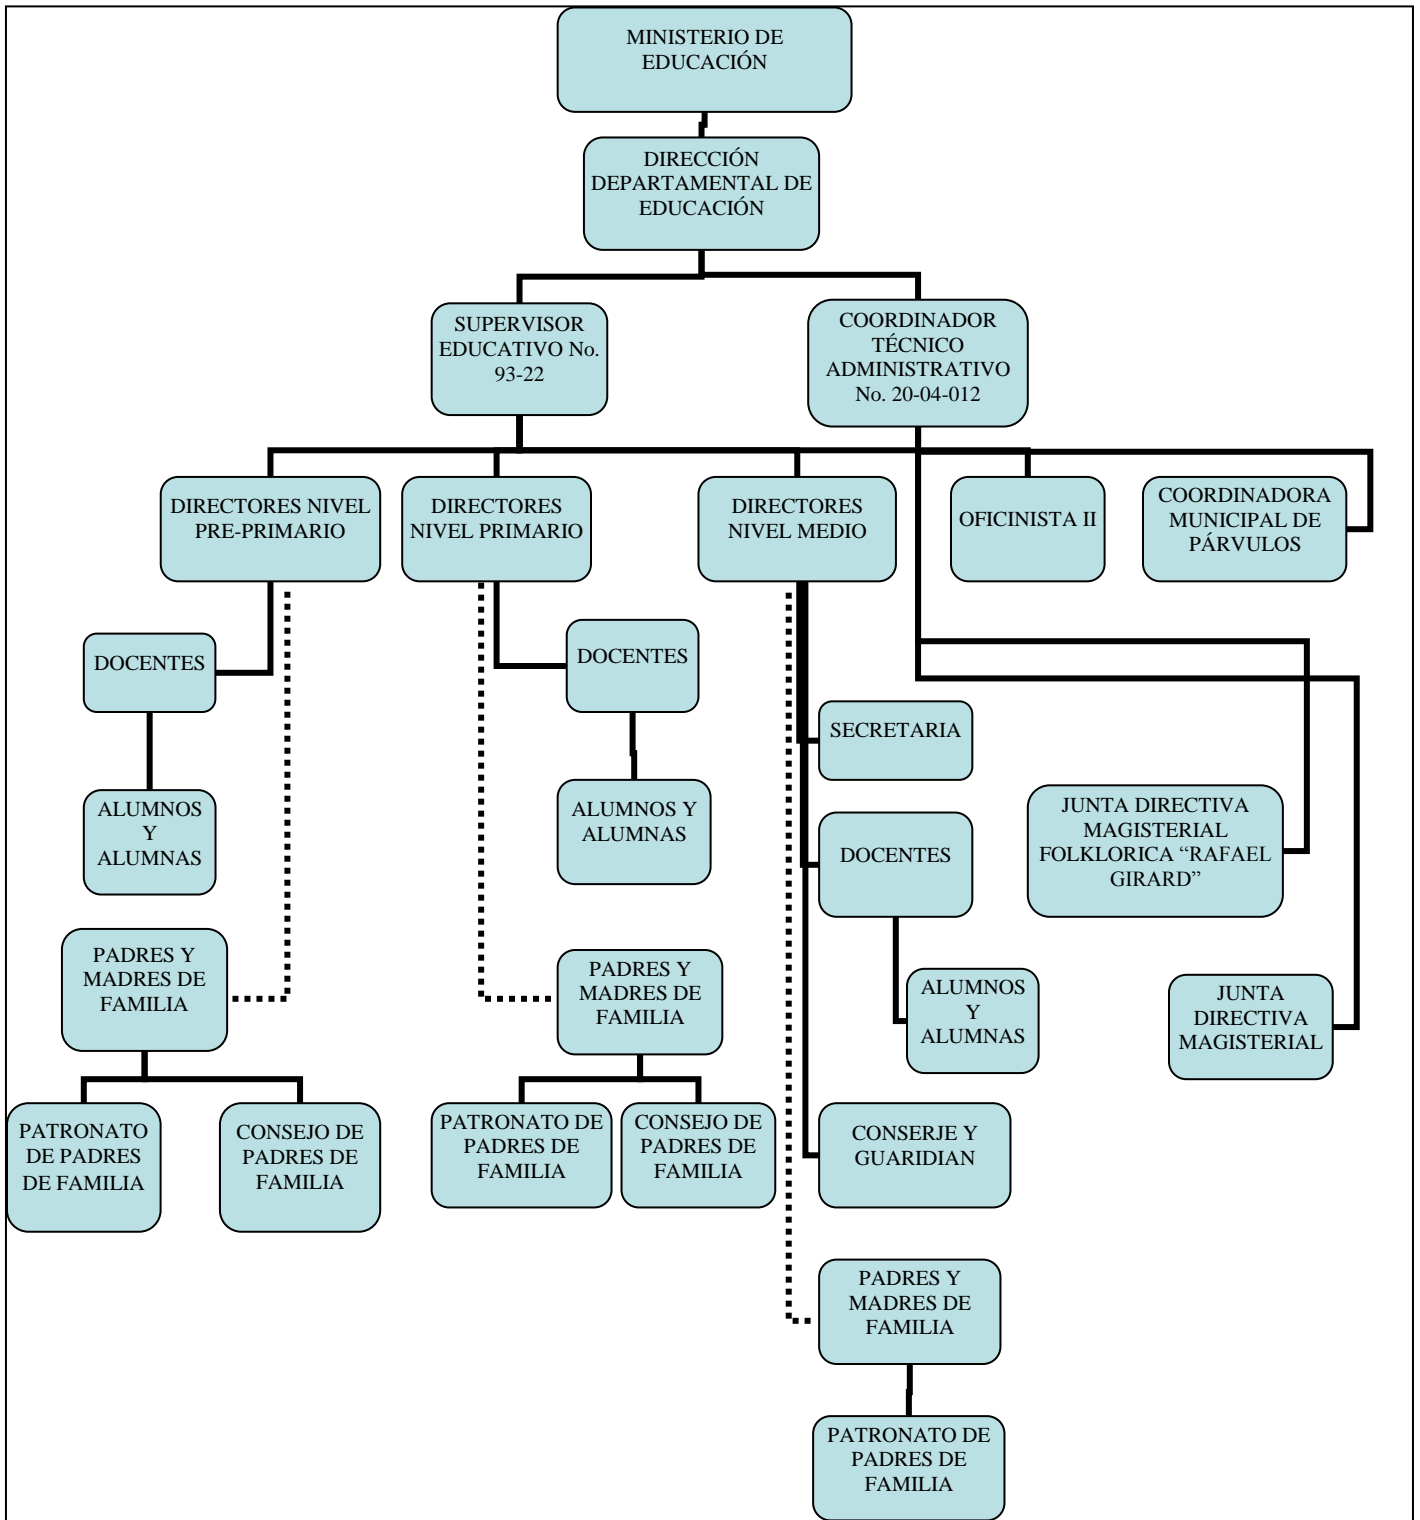 MINISTERIO DE
EDUCACIÓN
DIRECCIÓN
DEPARTAMENTAL DE
EDUCACIÓN
SUPERVISOR
EDUCATIVO No.
93-22
COORDINADOR
TÉCNICO
ADMINISTRATIVO
No. 20-04-012
DIRECTORES NIVEL
PRE-PRIMARIO
DIRECTORES
NIVEL PRIMARIO
DIRECTORES
NIVEL MEDIO
OFICINISTA II
COORDINADORA
MUNICIPAL DE
PÁRVULOS
DOCENTES
DOCENTES
SECRETARIA
ALUMNOS
Y
ALUMNAS
ALUMNOS Y
ALUMNAS
DOCENTES
JUNTA DIRECTIVA
MAGISTERIAL
FOLKLORICA “RAFAEL
GIRARD”
PADRES Y
MADRES DE
FAMILIA
PADRES Y
MADRES DE
FAMILIA
ALUMNOS
Y
ALUMNAS
JUNTA
DIRECTIVA
MAGISTERIAL
PATRONATO
DE PADRES
DE FAMILIA
CONSEJO DE
PADRES DE
FAMILIA
PATRONATO DE
PADRES DE
FAMILIA
CONSEJO DE
PADRES DE
FAMILIA
CONSERJE Y
GUARIDIAN
PADRES Y
MADRES DE
FAMILIA
PATRONATO DE
PADRES DE
FAMILIA